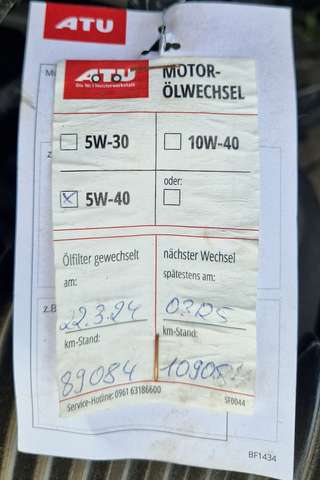 ATU
ATU
Die Nr. 1 Meisterwerkstatt
MOTOR-
ÖLWECHSEL
5W-30
10W-40
5W-40
oder:
Ölfilter gewechselt
am:
22.3.24
km-Stand:
89084
nächster Wechsel
spätestens am:
03.25
km-Stand:
Service-Hotline: 0961 63186600
SF0044
z.B
BF1434